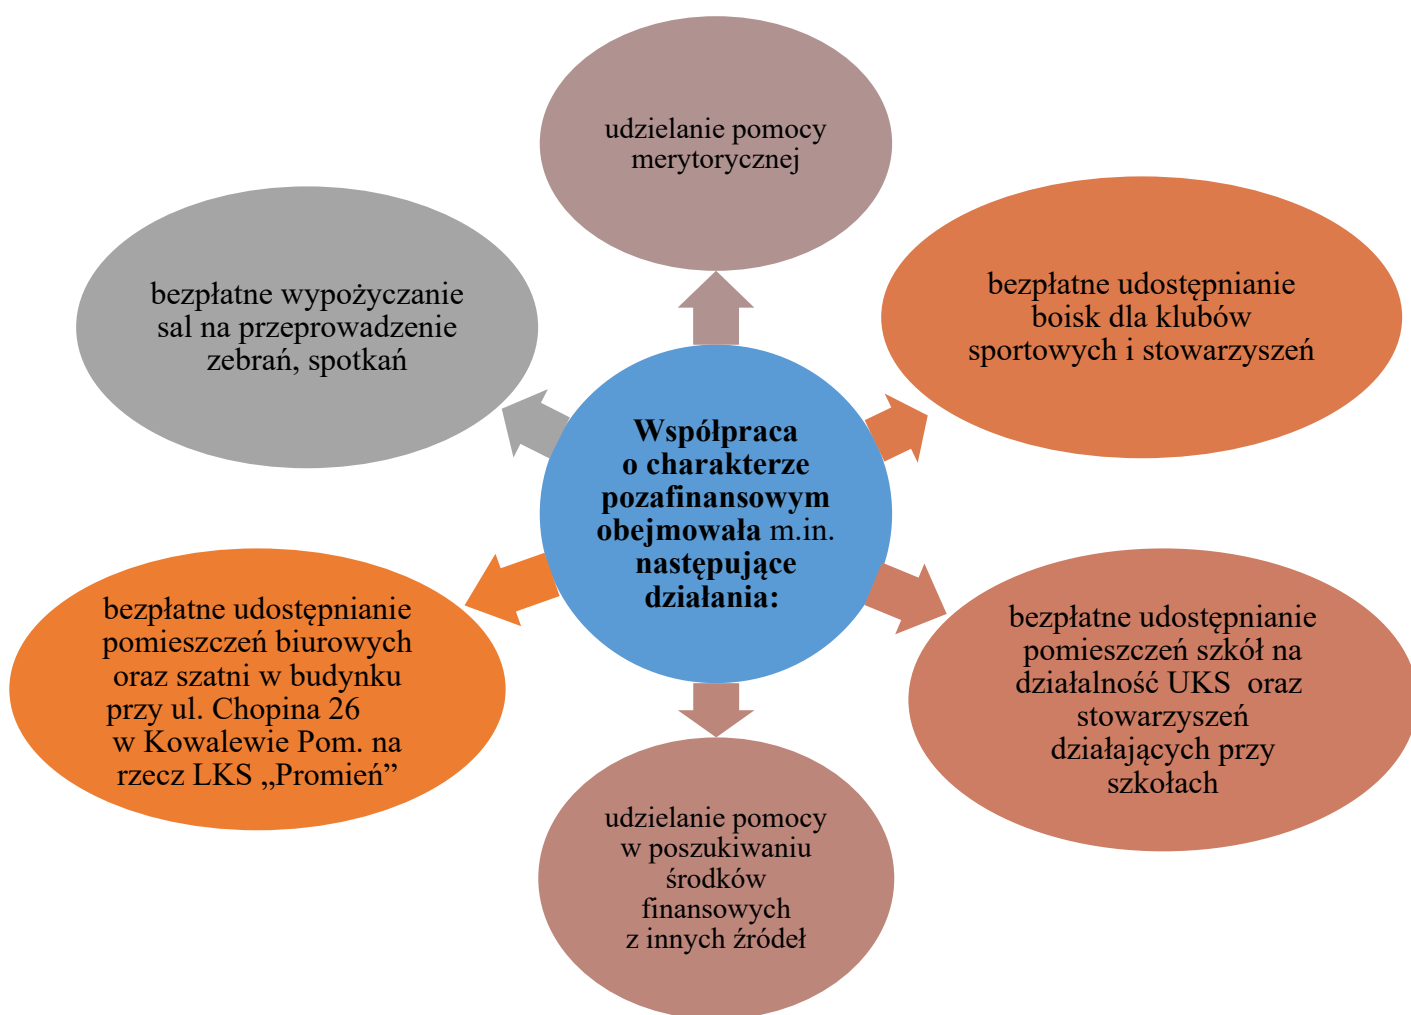 udzielanie pomocy
merytorycznej
bezpłatne udostępnianie
boisk dla klubów
sportowych i stowarzyszeń
bezpłatne udostępnianie
pomieszczeń szkół na
działalność UKS  oraz
stowarzyszeń
działających przy
szkołach
udzielanie pomocy
w poszukiwaniu
środków
finansowych
z innych źródeł
bezpłatne udostępnianie
pomieszczeń biurowych
oraz szatni w budynku
przy ul. Chopina 26
w Kowalewie Pom. na
rzecz LKS „Promień”
bezpłatne wypożyczanie
sal na przeprowadzenie
zebrań, spotkań
Współpraca
o charakterze
pozafinansowym
obejmowała m.in.
następujące
działania: